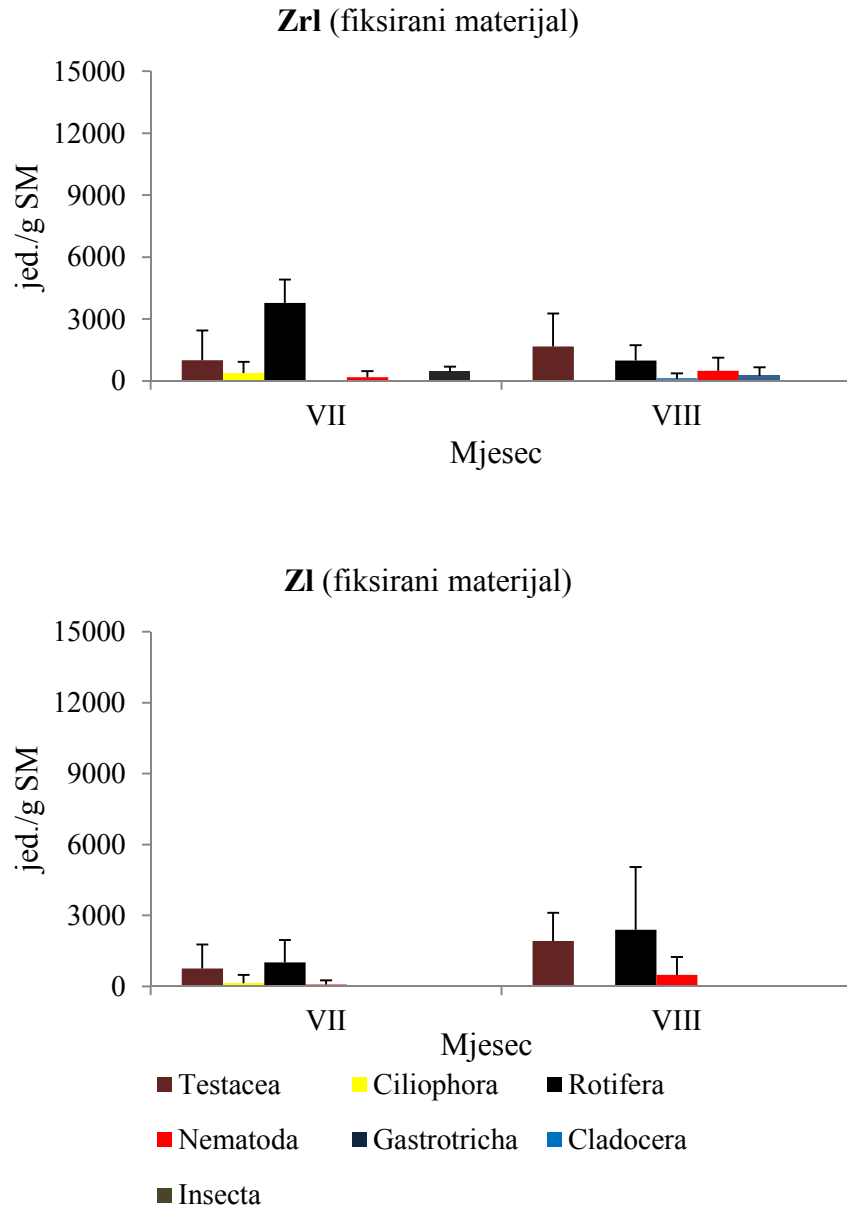 Zrl (fiksirani materijal)
15000
12000
9000
6000
3000
0
jed./g SM
VII VIII
Mjesec
Zl (fiksirani materijal)
15000
12000
9000
6000
3000
0
jed./g SM
VII VIII
Mjesec
Testacea Ciliophora Rotifera
Nematoda Gastrotricha Cladocera
Insecta